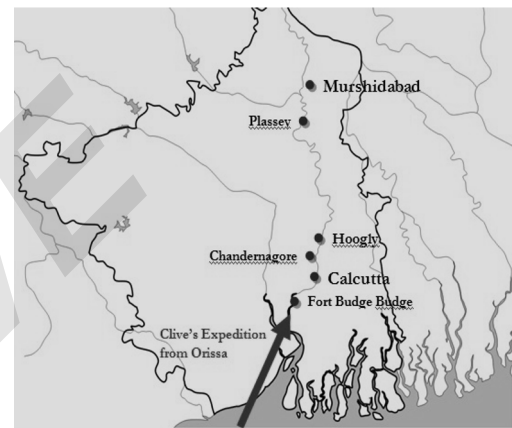 Murshidabad
Plassey
Hoogly
Chandernagore
Calcutta
Fort Budge Budge
Clive's Expedition
from Orissa